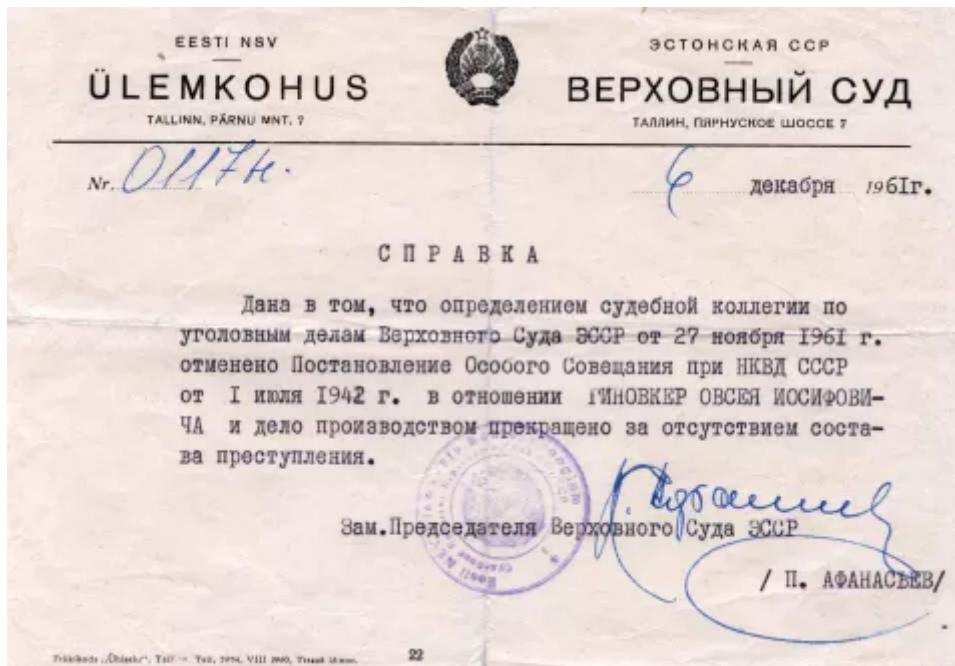 EESTI NSV
ÜLEMKOHUS
TALLINN, PÄRNU MNT. 7
ЭСТОНСКАЯ ССР
ВЕРХОВНЫЙ СУД
ТАЛЛИН, ПЯРНУСКОЕ ШОССЕ 7
Nr. 0117н.
6 декабря 1961г.
СПРАВКА
Дана в том, что определением судебной коллегии по
уголовным делам Верховного Суда ЭССР от 27 ноября 1961 г.
отменено Постановление Особого Совещания при НКВД СССР
от 1 июля 1942 г. в отношении ГИНОВКЕР ОВСЕЯ ИОСИФОВИ-
ЧА и дело производством прекращено за отсутствием соста-
ва преступления.
Зам.Председателя Верховного Суда ЭССР
/ П. АФАНАСЬЕВ/
22